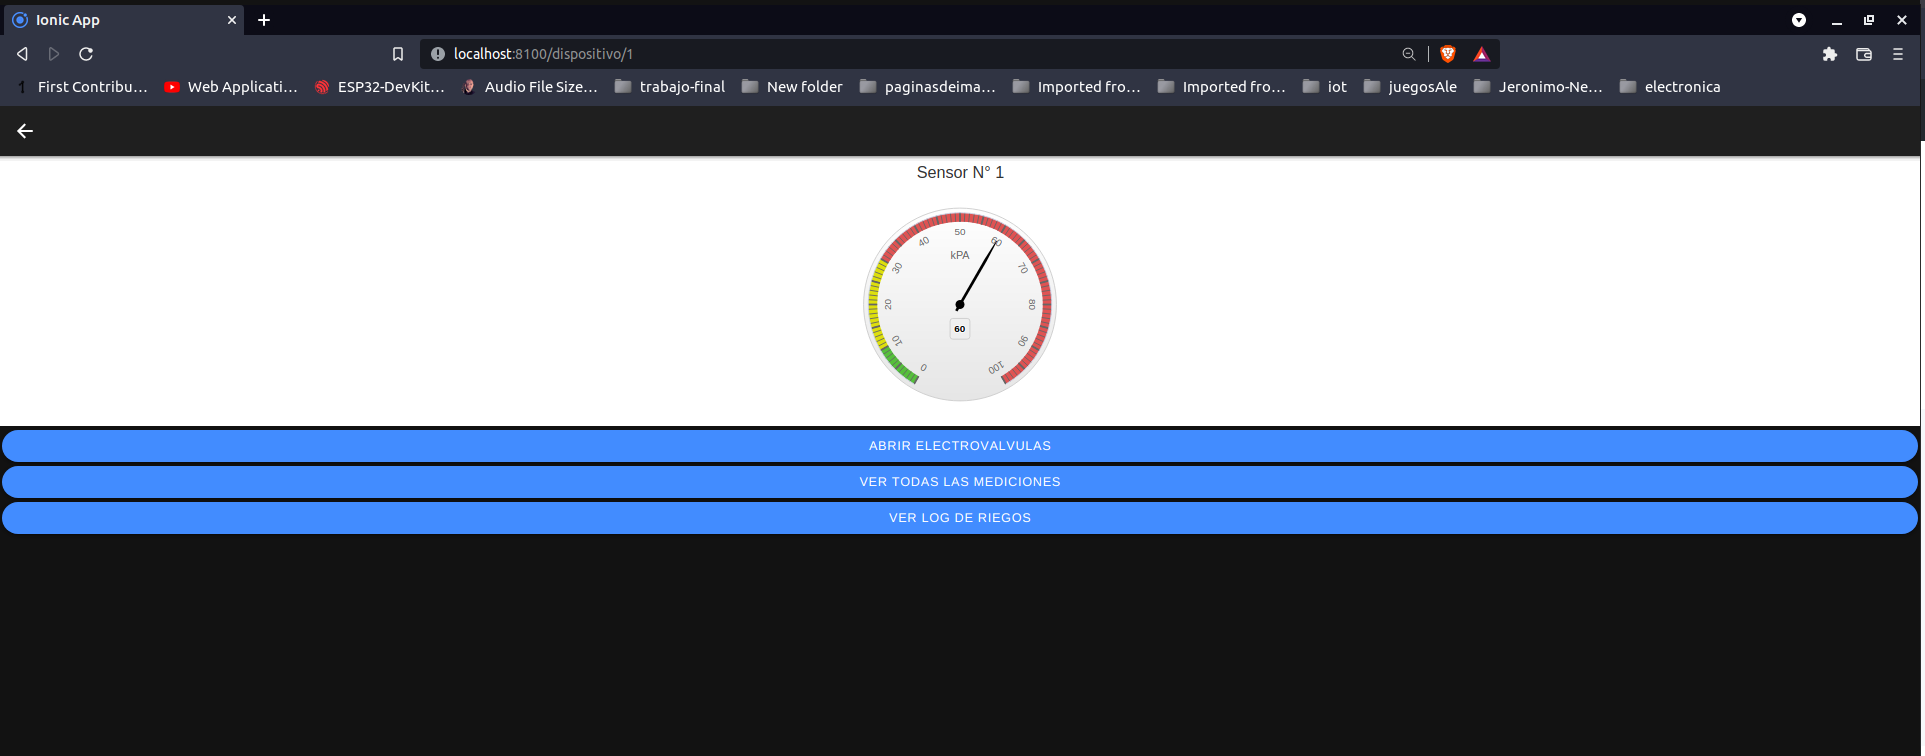 Ionic App
localhost:8100/dispositivo/1
First Contribu… Web Applicati… ESP32-DevKit… Audio File Size… trabajo-final New folder paginasdeima… Imported fro… Imported fro… iot juegosAle Jeronimo-Ne… electronica
Sensor N° 1
0 10 20 30 40 50 60 70 80 90 100
kPA
60
ABRIR ELECTROVALVULAS
VER TODAS LAS MEDICIONES
VER LOG DE RIEGOS